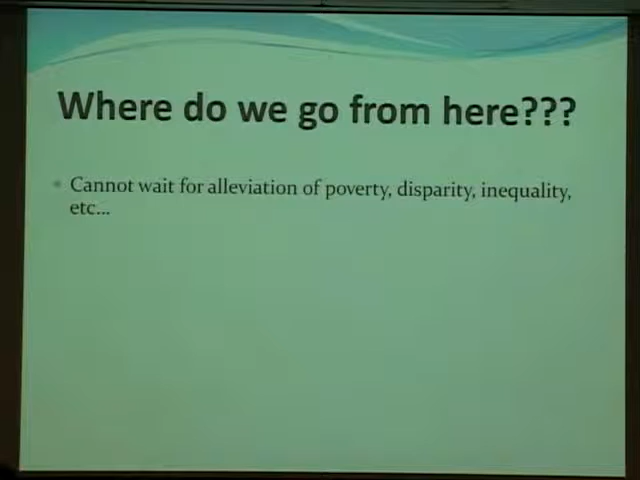 Where do we go from here???
Cannot wait for alleviation of poverty, disparity, inequality,
etc...